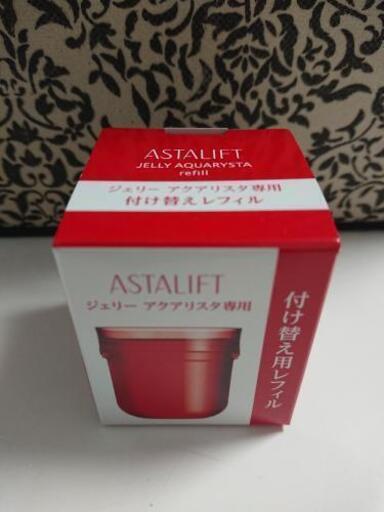 ASTALIFT
JELLY AQUARYSTA
refill
ジェリー アクアリスタ専用
付け替えレフィル
ASTALIFT
ジェリー アクアリスタ専用
付け替え用レフィル